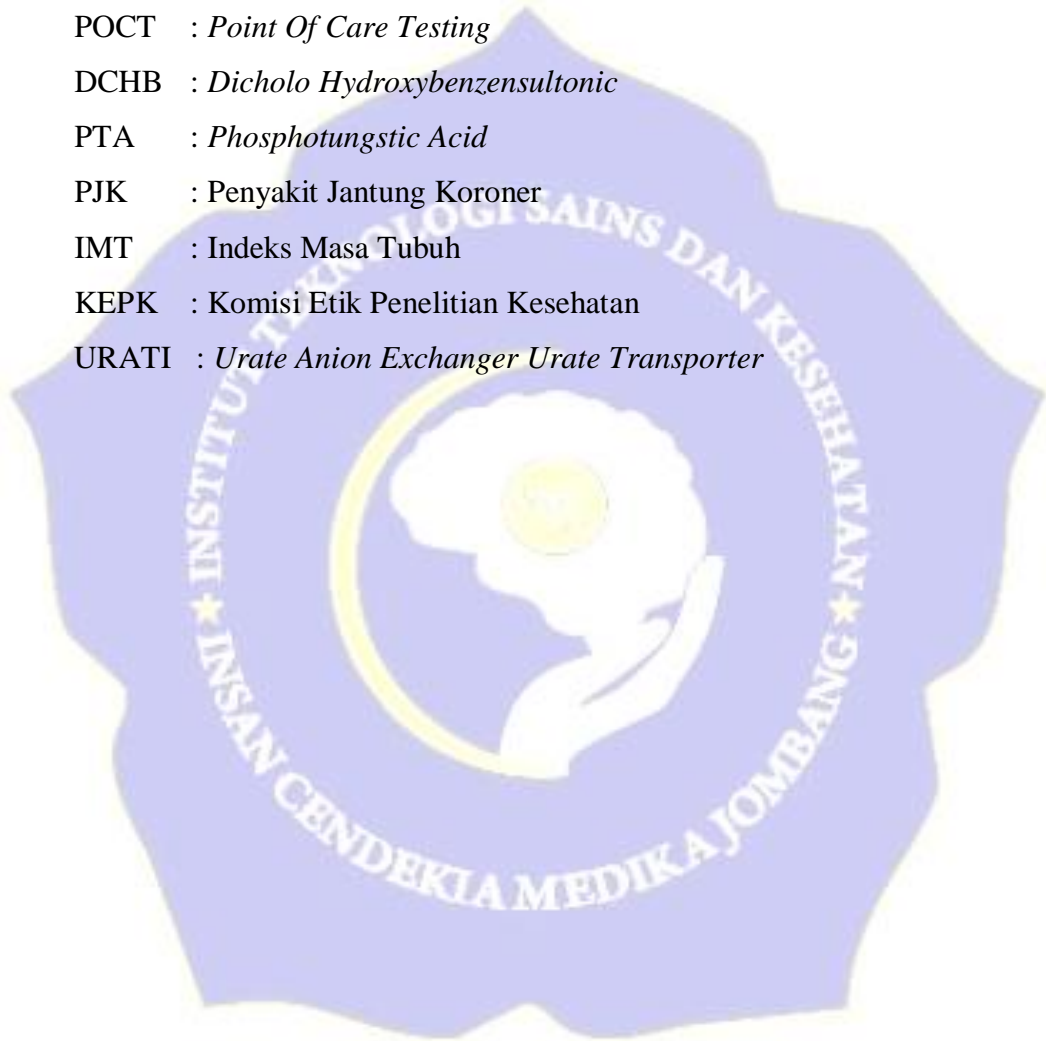 POCT : Point Of Care Testing
DCHB : Dicholo Hydroxybenzensultonic
PTA : Phosphotungstic Acid
PJK : Penyakit Jantung Koroner
IMT : Indeks Masa Tubuh
KEPK : Komisi Etik Penelitian Kesehatan
URATI : Urate Anion Exchanger Urate Transporter
INSTITUT TEKNOLOGI SAINS DAN KESEHATAN
INSAN CENDEKIA MEDIKA JOMBANG